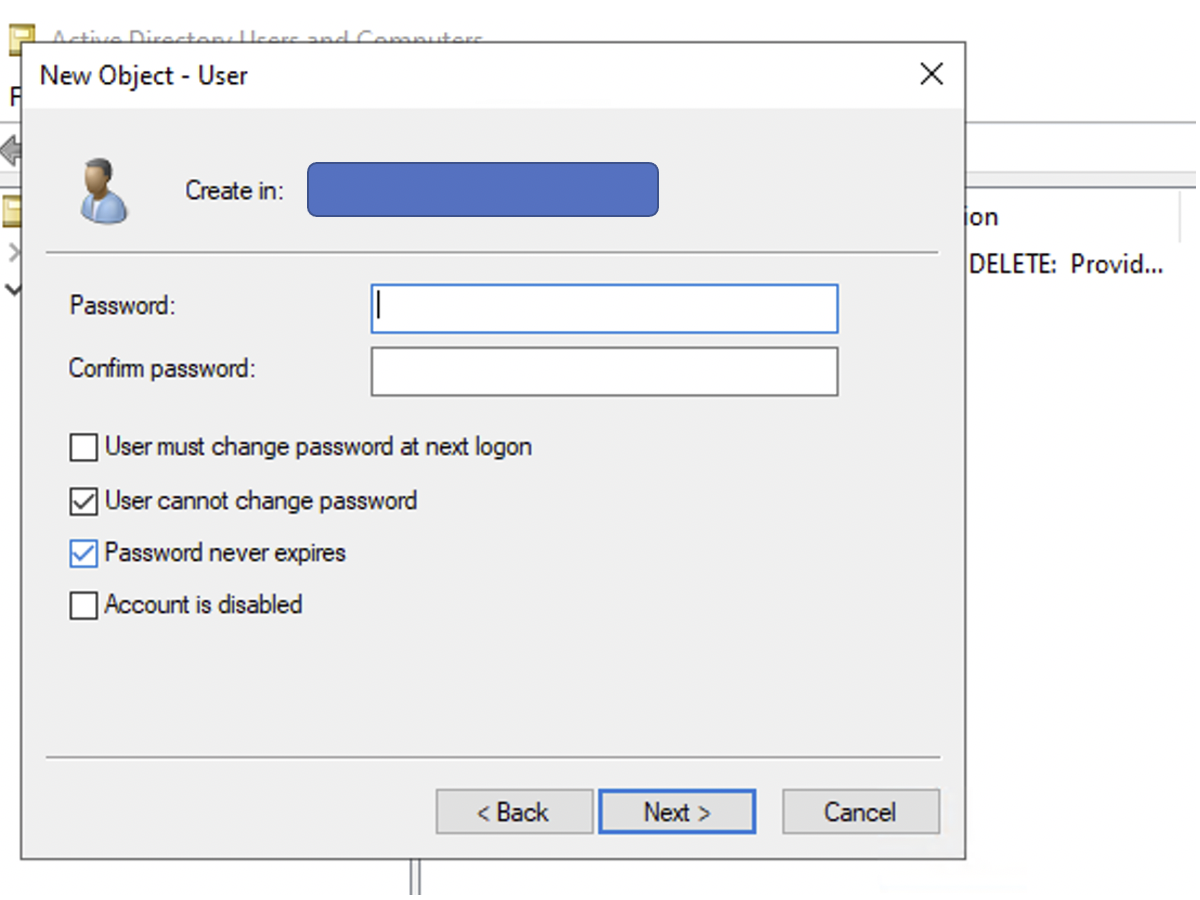 Active Directory Users and Computers
New Object - User
F
Create in:
ion
DELETE: Provid...
Password:
Confirm password:
User must change password at next logon
User cannot change password
Password never expires
Account is disabled
< Back
Next >
Cancel